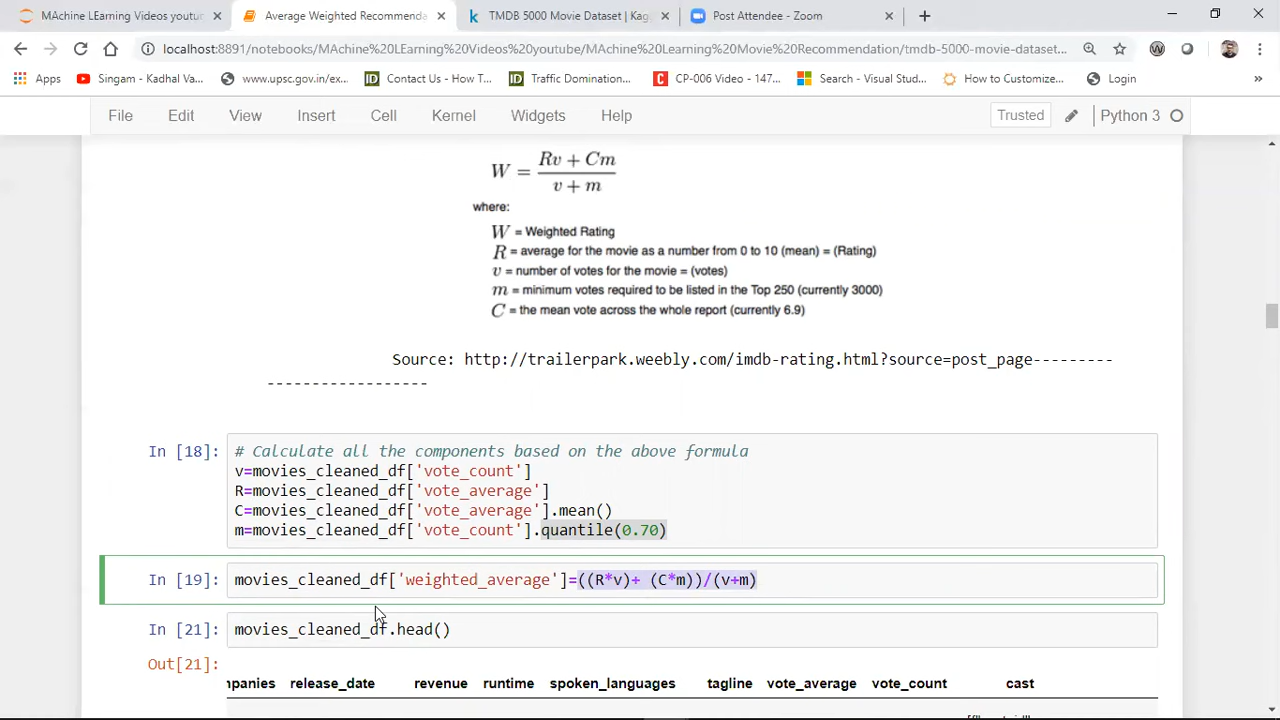 MAchine LEarning Videos youtu
Average Weighted Recommenda
TMDB 5000 Movie Dataset | Kag
Post Attendee - Zoom
localhost:8891/notebooks/MAchine%20LEarning%20Videos%20youtube/MAchine%20Learning%20Movie%20Recommendation/tmdb-5000-movie-dataset...
Apps
Singam - Kadhal Va...
www.upsc.gov.in/ex...
Contact Us - How T...
Traffic Domination...
CP-006 Video - 147...
Search - Visual Stud...
How to Customize...
Login
File Edit View Insert Cell Kernel Widgets Help
Trusted
Python 3
W = Rv + Cm / v + m
where:
W = Weighted Rating
R = average for the movie as a number from 0 to 10 (mean) = (Rating)
v = number of votes for the movie = (votes)
m = minimum votes required to be listed in the Top 250 (currently 3000)
C = the mean vote across the whole report (currently 6.9)
Source: http://trailerpark.weebly.com/imdb-rating.html?source=post_page---------
------------------
In [18]:
# Calculate all the components based on the above formula
v=movies_cleaned_df['vote_count']
R=movies_cleaned_df['vote_average']
C=movies_cleaned_df['vote_average'].mean()
m=movies_cleaned_df['vote_count'].quantile(0.70)
In [19]: movies_cleaned_df['weighted_average']=((R*v)+ (C*m))/(v+m)
In [21]: movies_cleaned_df.head()
Out[21]:
npanies release_date revenue runtime spoken_languages tagline vote_average vote_count cast